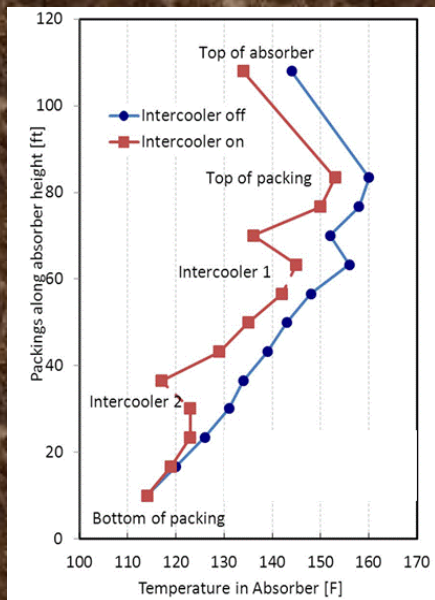 120
100
80
60
40
20
0
Packings along absorber height [ft]
Top of absorber
Intercooler off
Intercooler on
Top of packing
Intercooler 1
Intercooler 2
Bottom of packing
100 110 120 130 140 150 160 170
Temperature in Absorber [F]